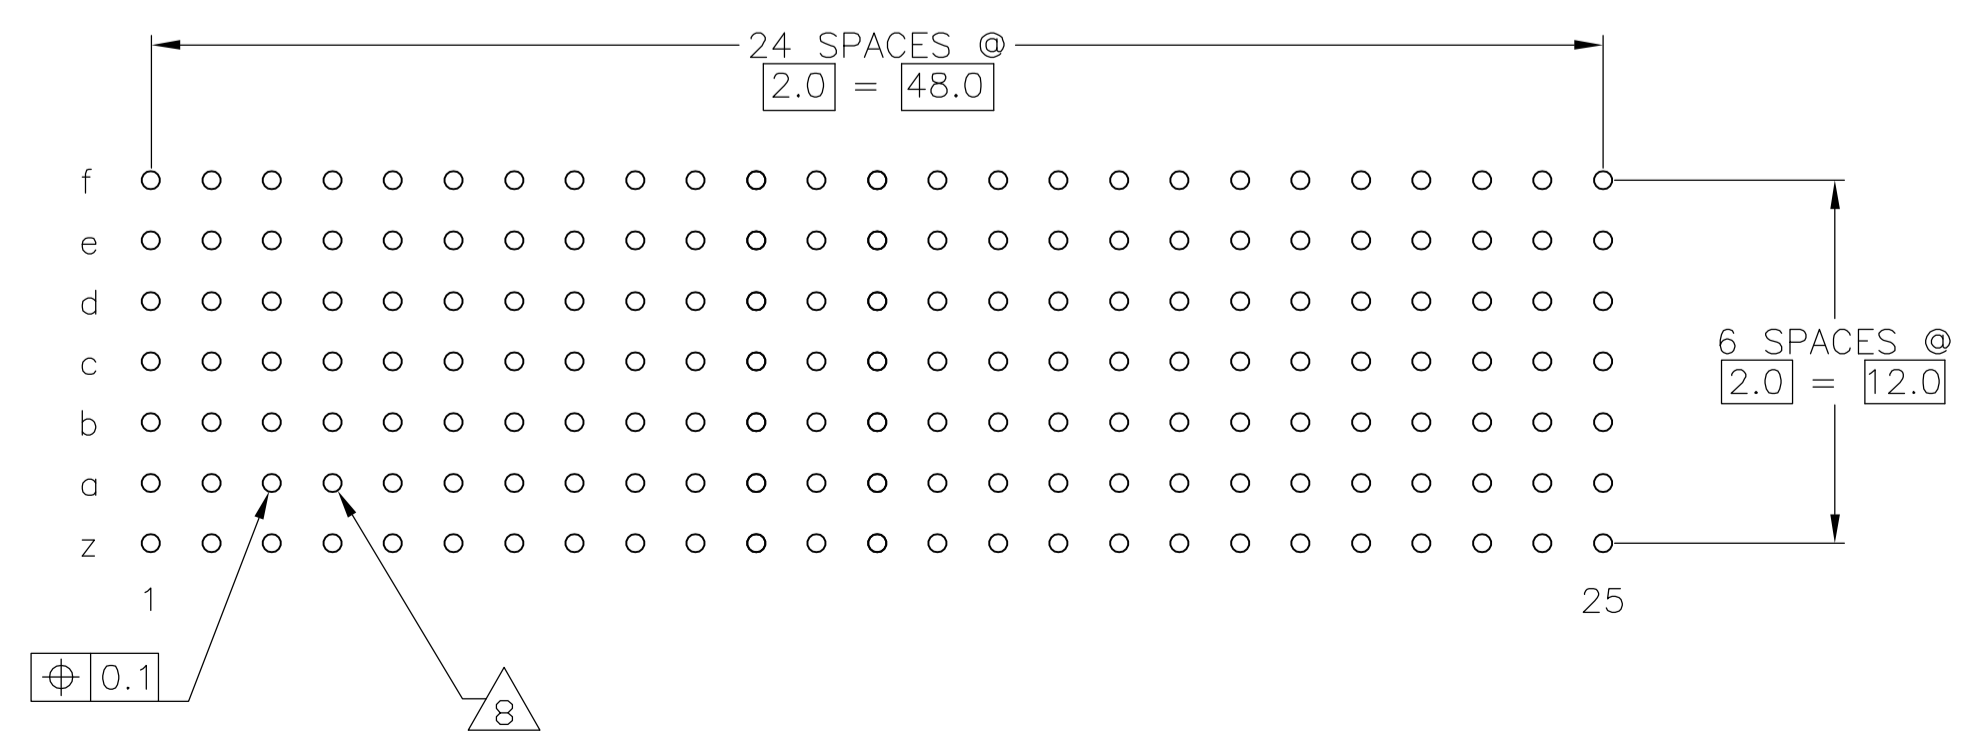 24 SPACES @
2.0 = 48.0
f
e
d
c
6 SPACES @
2.0 = 12.0
b
a
z
1
25
⌖ 0.1
8